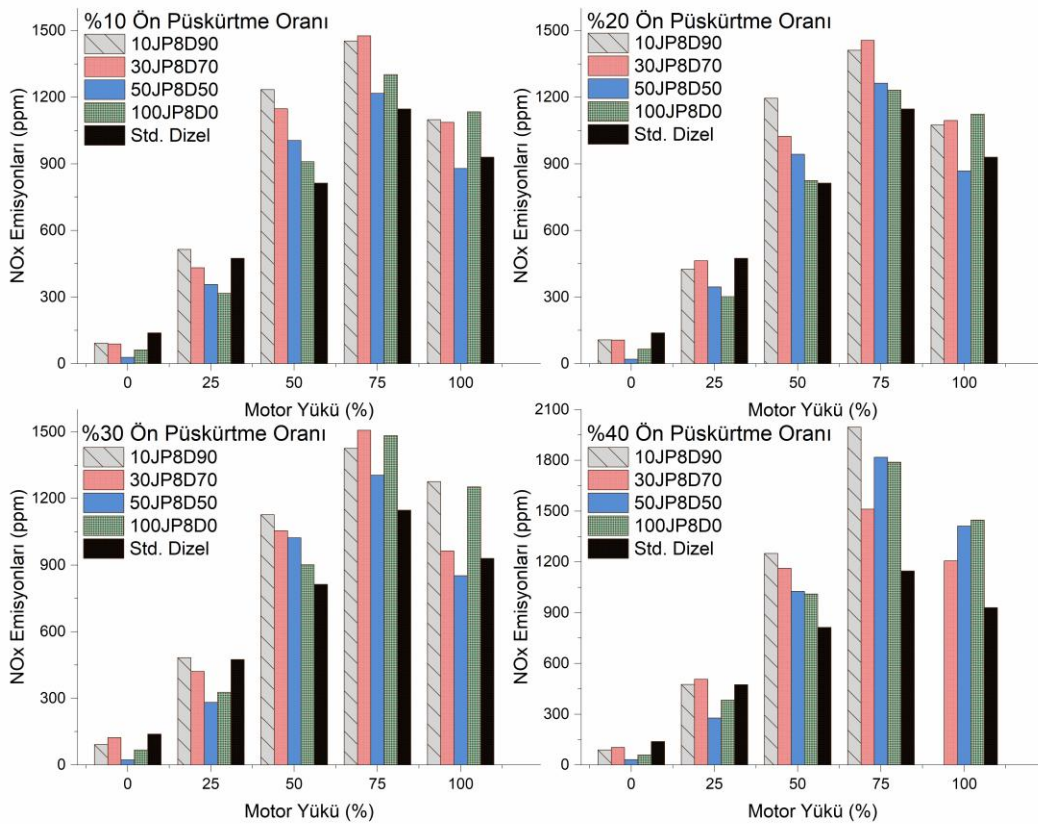 %10 Ön Püskürtme Oranı
10JP8D90
30JP8D70
50JP8D50
100JP8D0
Std. Dizel
NOx Emisyonları (ppm)
1500
1200
900
600
300
0
0 25 50 75 100
Motor Yükü (%)
%20 Ön Püskürtme Oranı
10JP8D90
30JP8D70
50JP8D50
100JP8D0
Std. Dizel
NOx Emisyonları (ppm)
1500
1200
900
600
300
0
0 25 50 75 100
Motor Yükü (%)
%30 Ön Püskürtme Oranı
10JP8D90
30JP8D70
50JP8D50
100JP8D0
Std. Dizel
NOx Emisyonları (ppm)
1500
1200
900
600
300
0
0 25 50 75 100
Motor Yükü (%)
%40 Ön Püskürtme Oranı
10JP8D90
30JP8D70
50JP8D50
100JP8D0
Std. Dizel
NOx Emisyonları (ppm)
2100
1800
1500
1200
900
600
300
0
0 25 50 75 100
Motor Yükü (%)